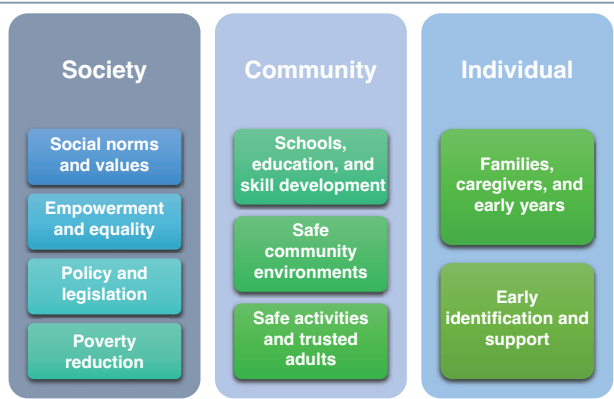 Society
Social norms
and values
Empowerment
and equality
Policy and
legislation
Poverty
reduction
Community
Schools,
education, and
skill development
Safe
community
environments
Safe activities
and trusted
adults
Individual
Families,
caregivers, and
early years
Early
identification and
support